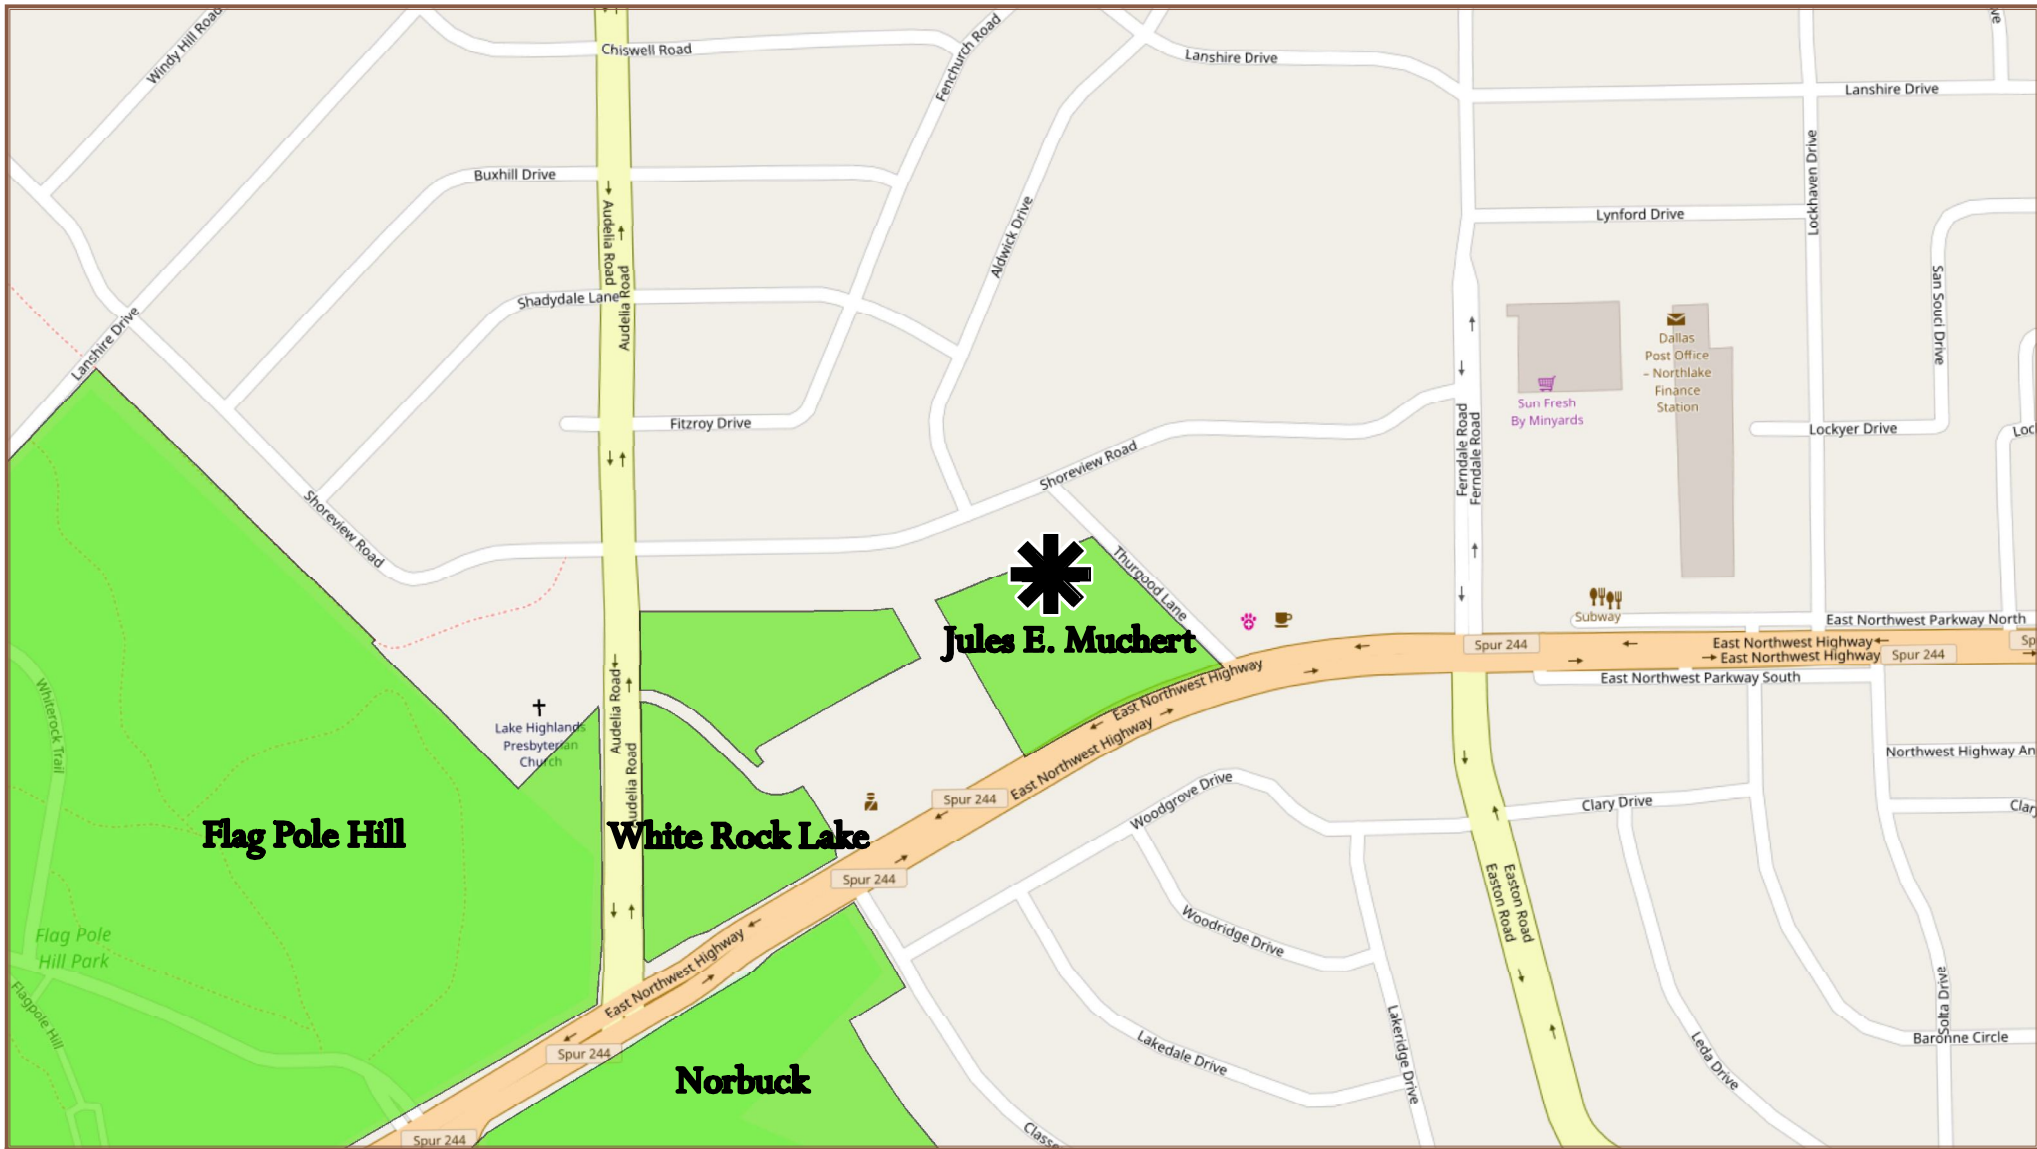 Windy Hill Road
Chiswell Road
Fenchurch Road
Lanshire Drive
Lanshire Drive
Buxhill Drive
Audelia Road
Audelia Road
Aldwick Drive
Lockhaven Drive
Lynford Drive
Shadydale Lane
San Souci Drive
Lanshire Drive
Dallas
Post Office
– Northlake
Finance
Station
Sun Fresh
By Minyards
Fitzroy Drive
Lockyer Drive
Loc
Shoreview Road
Shoreview Road
Ferndale Road
Ferndale Road
Thurgood Lane
Subway
East Northwest Parkway North
Jules E. Muchert
Spur 244
East Northwest Highway
East Northwest Highway
Spur 244
Sp
East Northwest Parkway South
East Northwest Highway
East Northwest Highway
Whiterock Trail
Audelia Road
Audelia Road
Lake Highlands
Presbyterian
Church
Northwest Highway An
Spur 244
Woodgrove Drive
Clary Drive
Clar
Flag Pole Hill
White Rock Lake
Spur 244
Easton Road
Easton Road
Woodridge Drive
Flag Pole
Hill Park
East Northwest Highway
Flagpole Hill
Sota Drive
Spur 244
Lakedale Drive
Lakeridge Drive
Leda Drive
Baronne Circle
Norbuck
Spur 244
Classe
ve